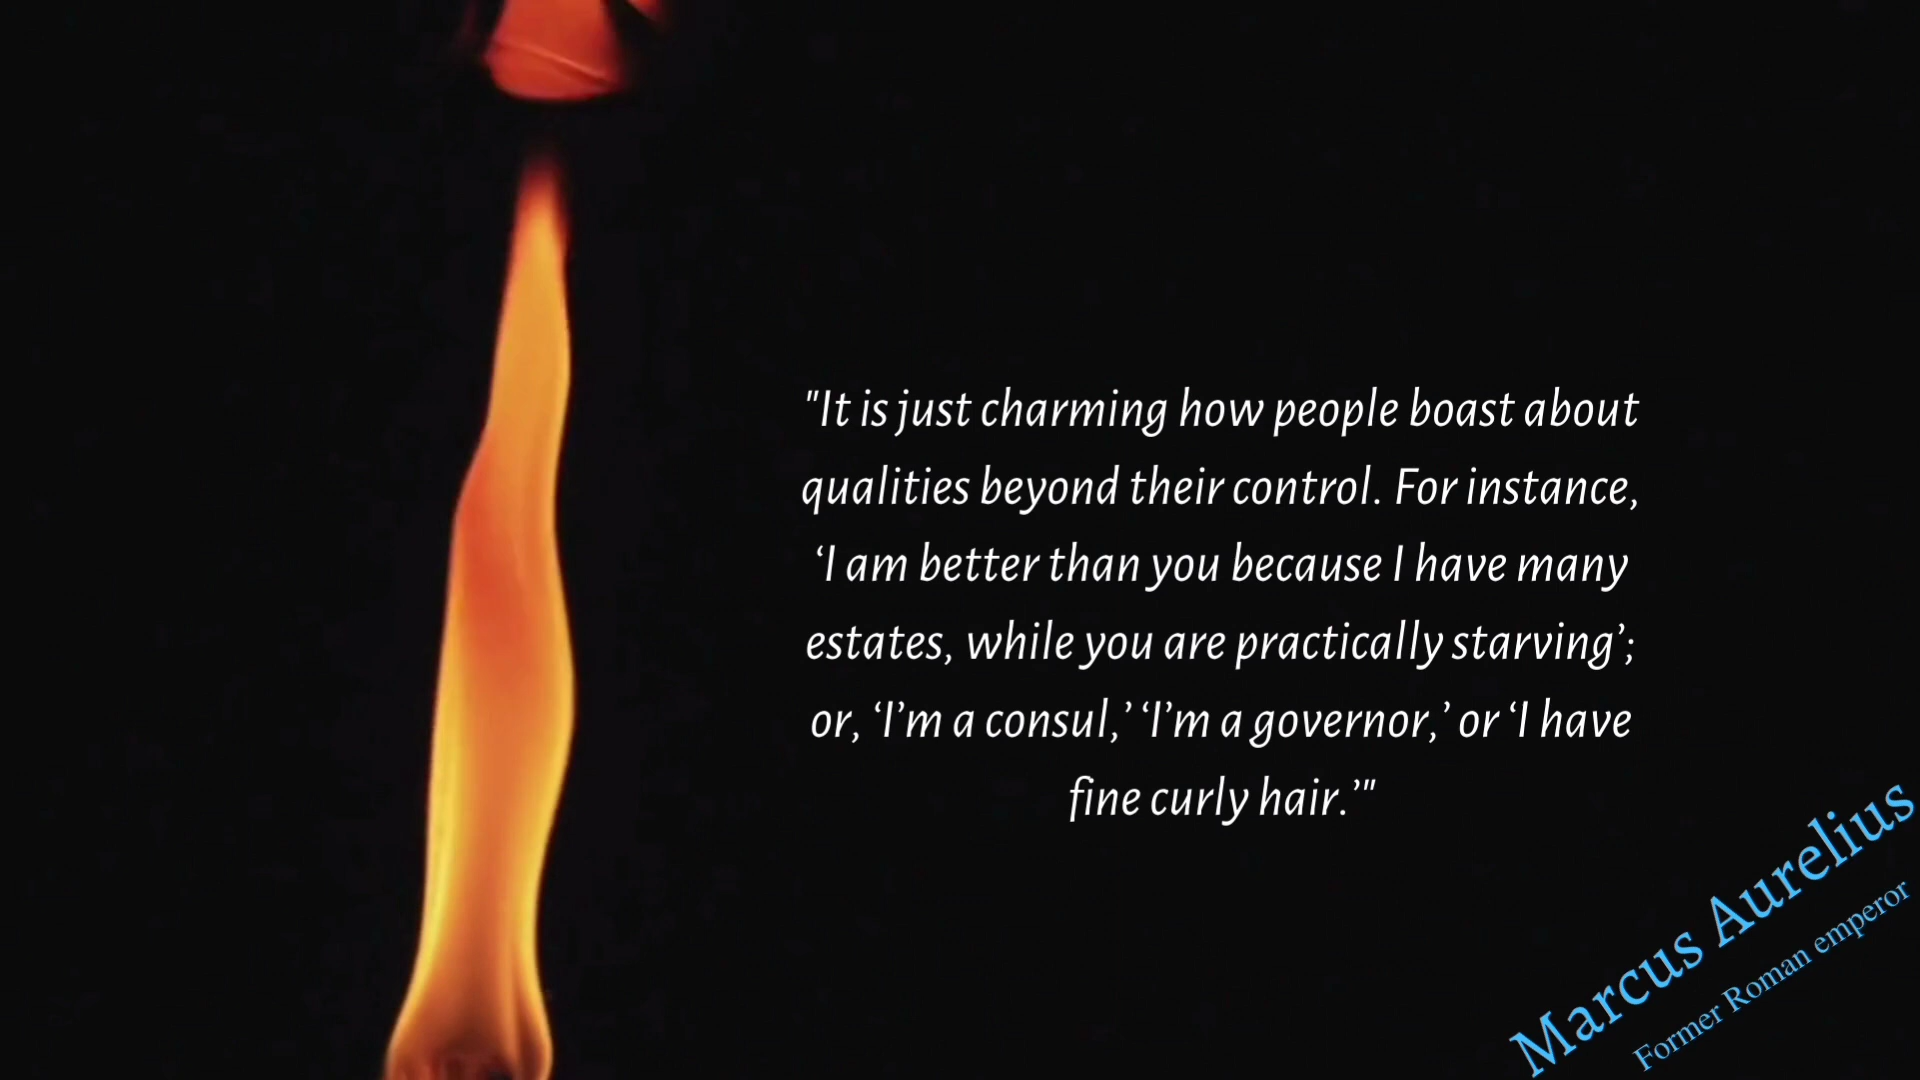 "It is just charming how people boast about
qualities beyond their control. For instance,
‘I am better than you because I have many
estates, while you are practically starving’;
or, ‘I’m a consul,’ ‘I’m a governor,’ or ‘I have
fine curly hair.’"
Marcus Aurelius
Former Roman emperor